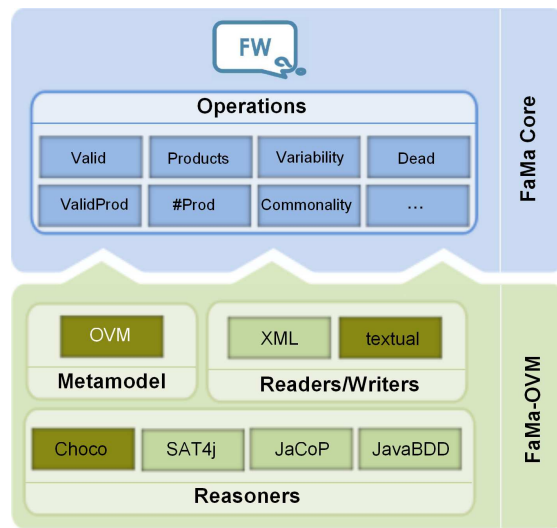 FW
Operations
Valid Products Variability Dead
ValidProd #Prod Commonality ...
FaMa Core
OVM
Metamodel
XML textual
Readers/Writers
Choco SAT4j JaCoP JavaBDD
Reasoners
FaMa-OVM